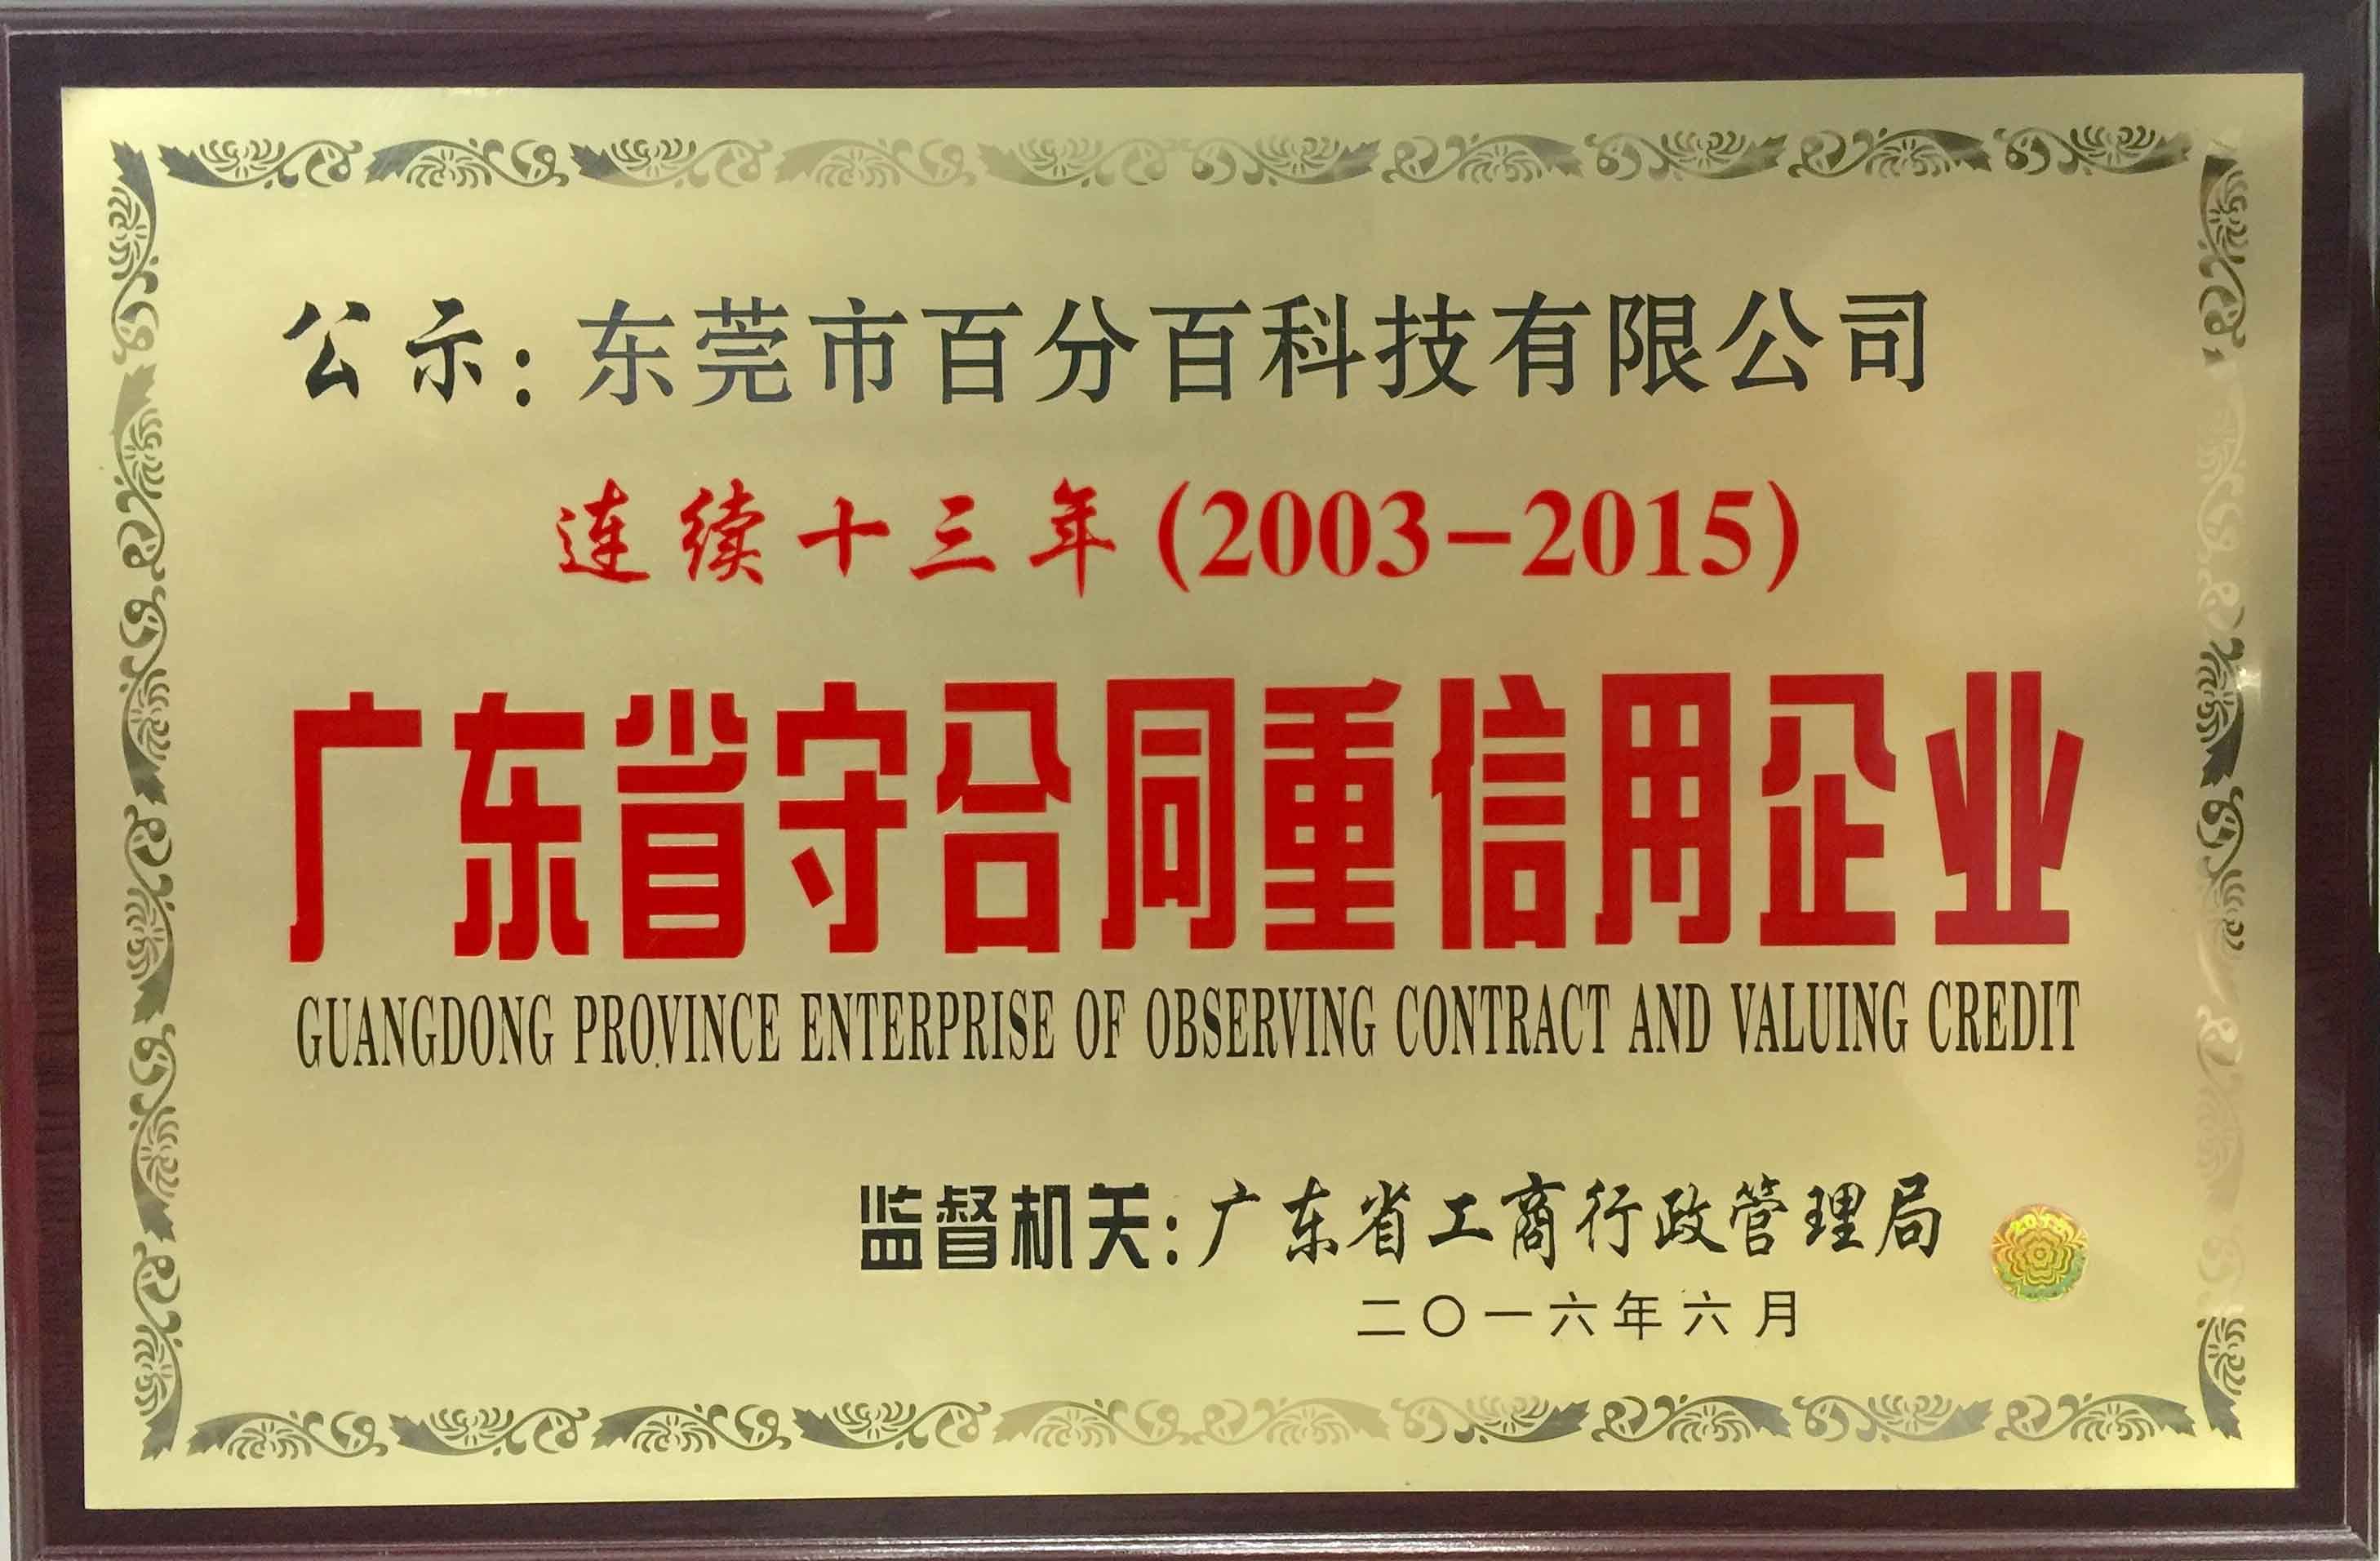 公示：东莞市百分百科技有限公司
连续十三年(2003-2015)
广东省守合同重信用企业
GUANGDONG PROVINCE ENTERPRISE OF OBSERVING CONTRACT AND VALUING CREDIT
监督机关：广东省工商行政管理局
二〇一六年六月